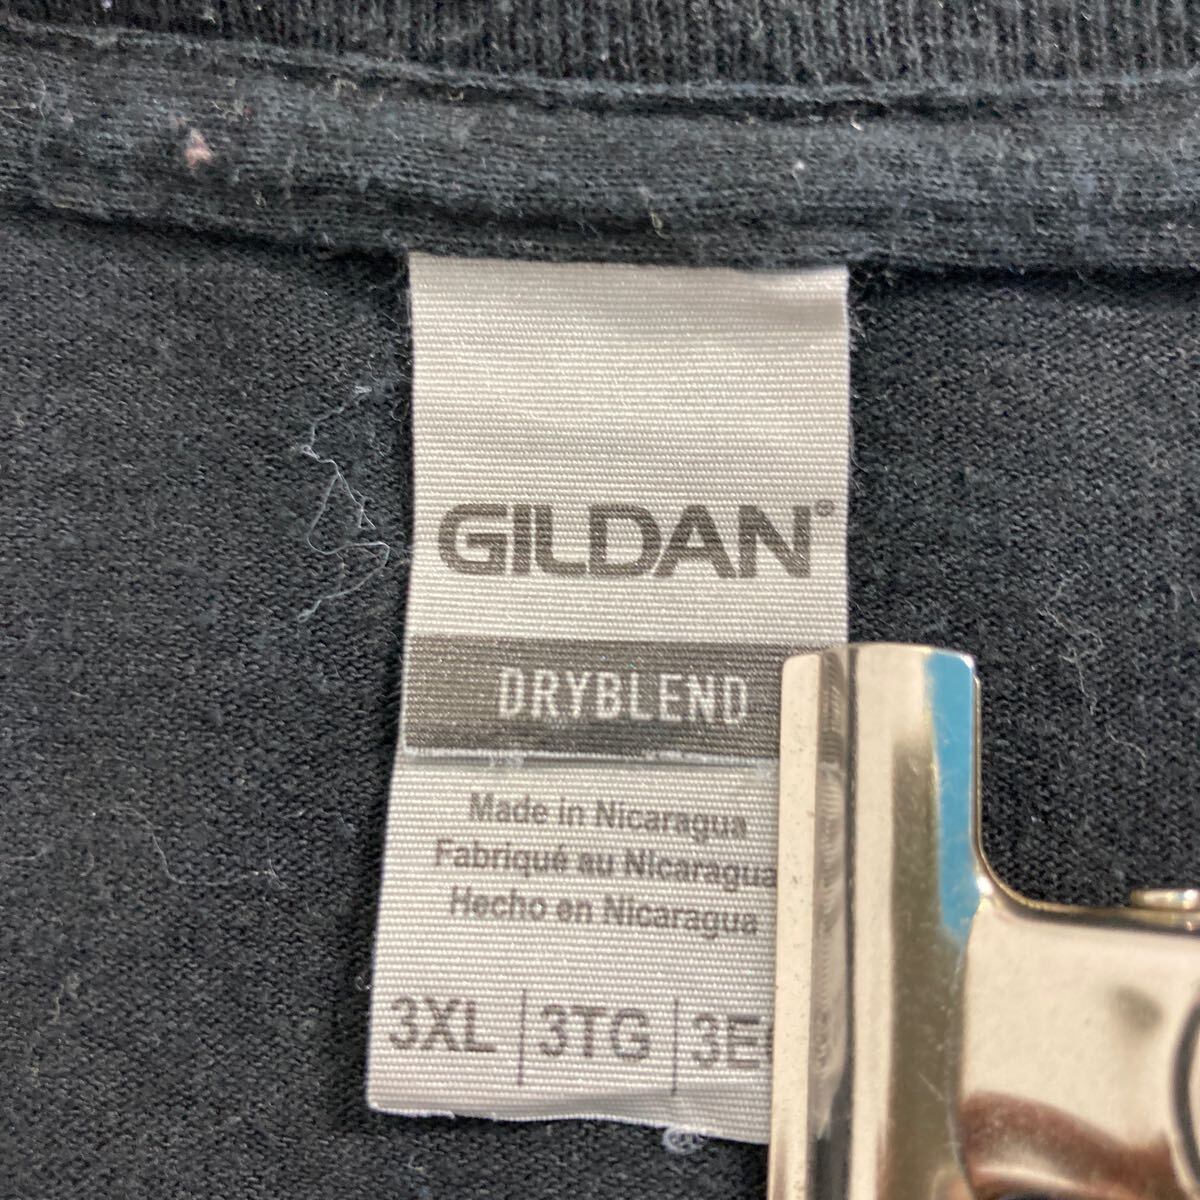 GILDAN®
DRYBLEND
Made in Nicaragua
Fabriqué au Nicaragua
Hecho en Nicaragua
3XL | 3TG |